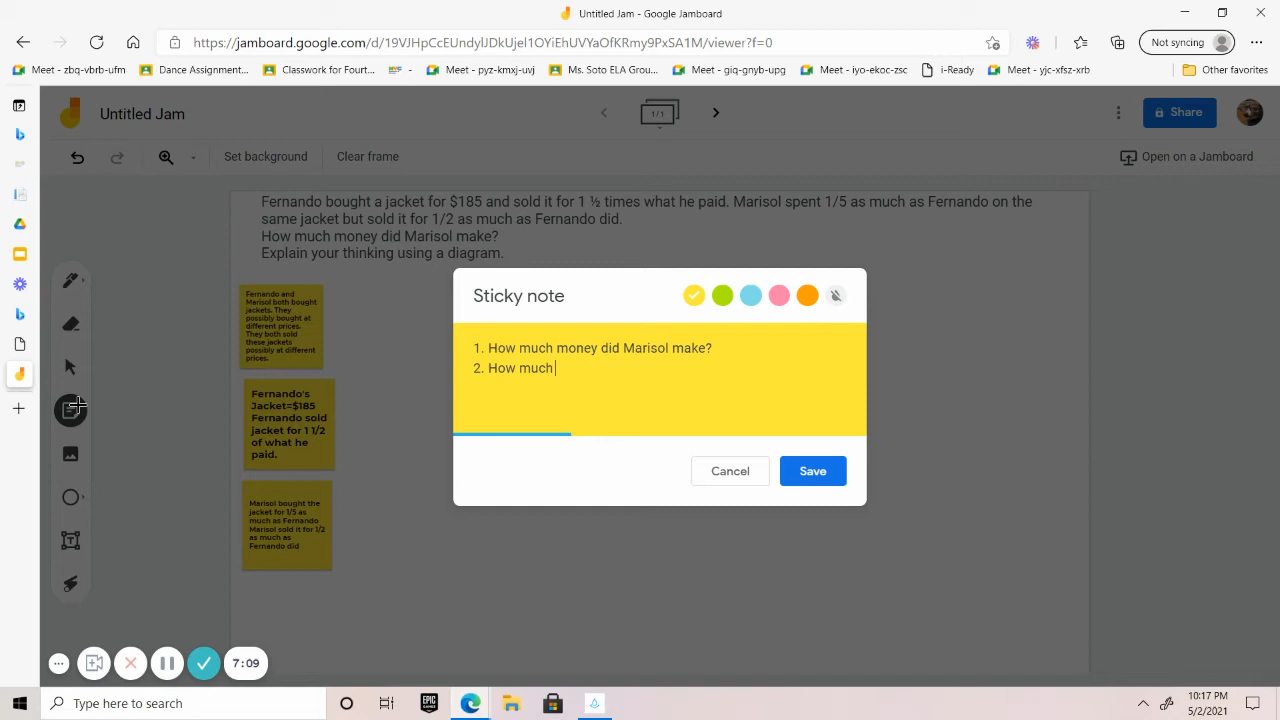 Untitled Jam - Google Jamboard
https://jamboard.google.com/d/19VJHpCcEUndylJDkUjel1OYiEhUVYaOfKRmy9PxSA1M/viewer?f=0
Not syncing
Meet - zbq-vbrb-ufm
Dance Assignment...
Classwork for Fourt...
Meet - pyz-kmxj-uvj
Ms. Soto ELA Grou...
Meet - giq-gnyb-upg
Meet - iyo-ekoc-zsc
i-Ready
Meet - yjc-xfsz-xrb
Other favorites
Untitled Jam
1/1
Share
Set background
Clear frame
Open on a Jamboard
Fernando bought a jacket for $185 and sold it for 1 ½ times what he paid. Marisol spent 1/5 as much as Fernando on the
same jacket but sold it for 1/2 as much as Fernando did.
How much money did Marisol make?
Explain your thinking using a diagram.
Fernando and
Marisol both bought
jackets. They
possibly bought at
different prices.
They both sold
these jackets
possibly at different
prices.
Fernando's
Jacket=$185
Fernando sold
jacket for 1 1/2
of what he
paid.
Marisol bought the
jacket for 1/5 as
much as Fernando
Marisol sold it for 1/2
as much as
Fernando did
Sticky note
1. How much money did Marisol make?
2. How much
Cancel
Save
7:09
Type here to search
EPIC
GAMES
10:17 PM
5/2/2021